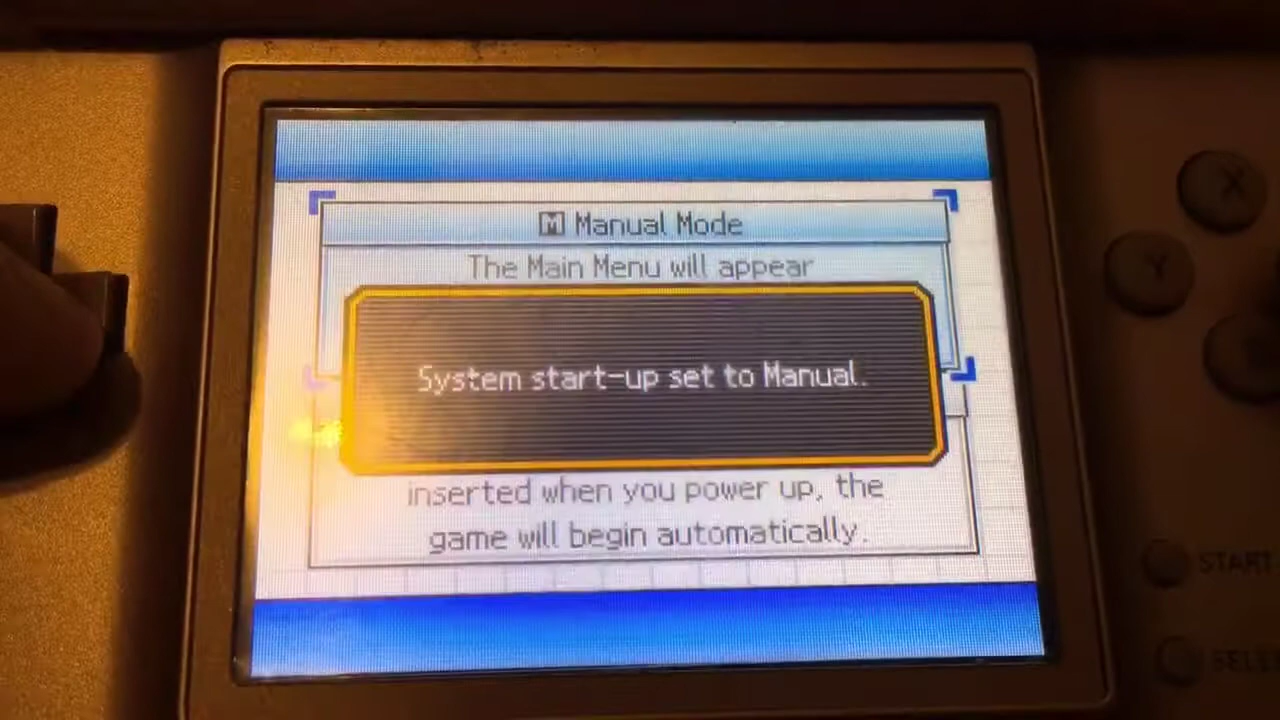 M Manual Mode
The Main Menu will appear
System start-up set to Manual.
inserted when you power up, the
game will begin automatically.
X
Y
START